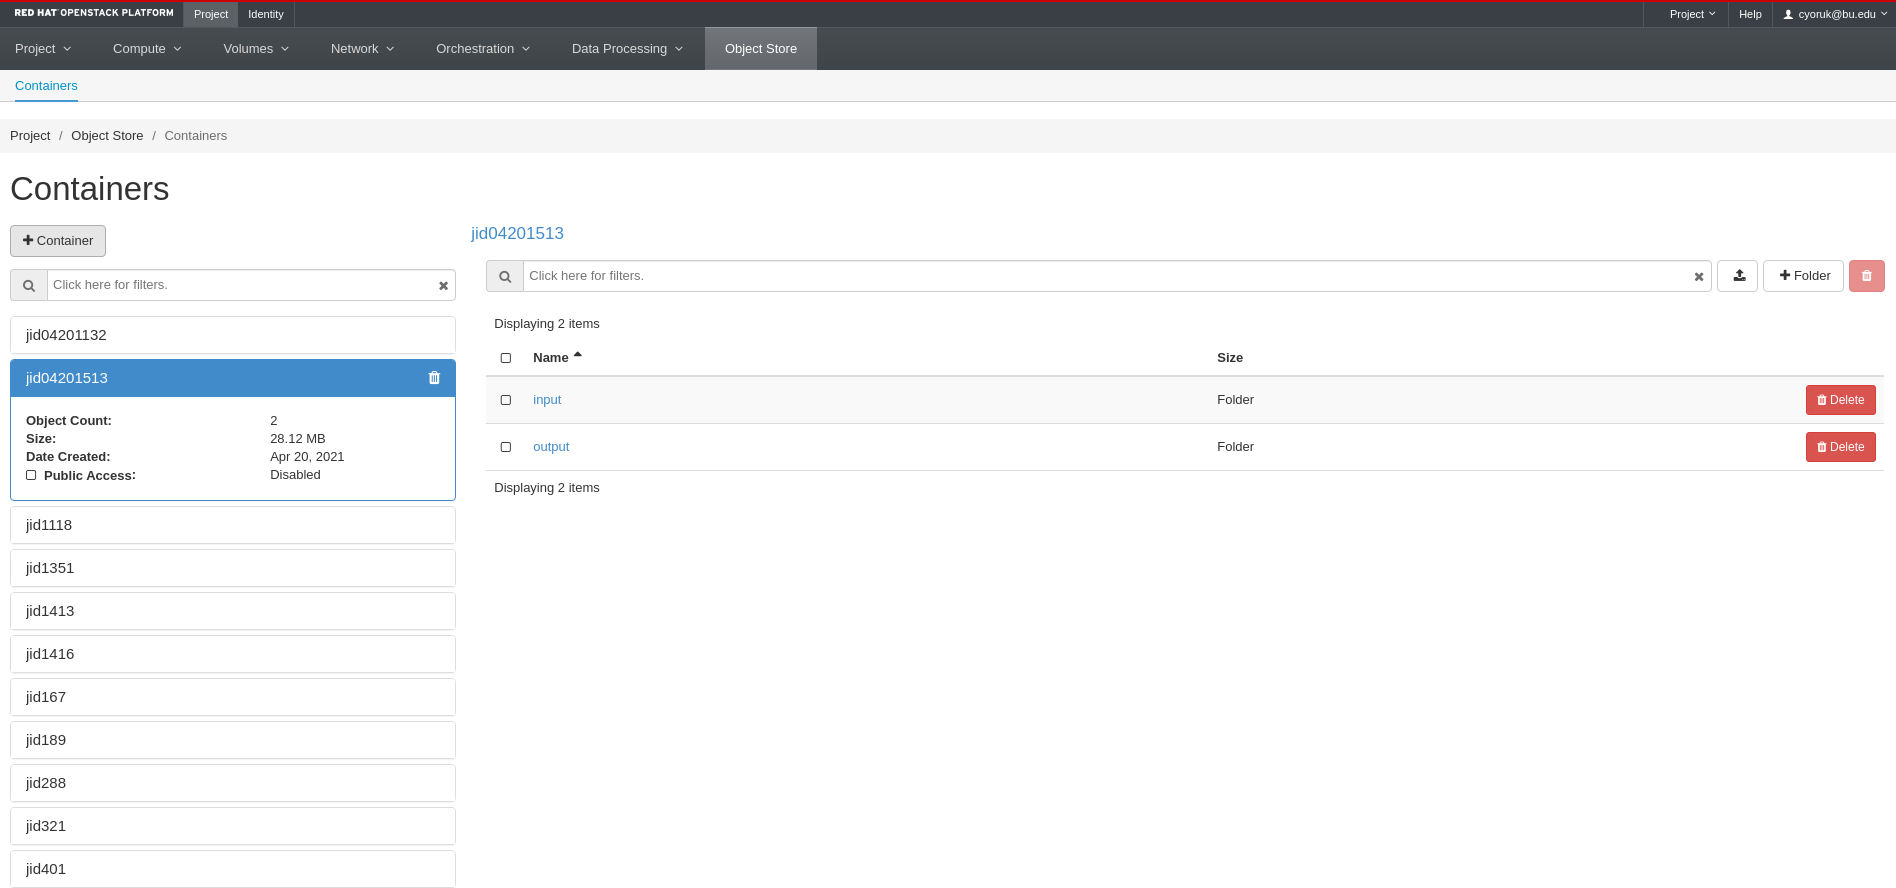 RED HAT OPENSTACK PLATFORM Project Identity Project Help cyoruk@bu.edu
Project Compute Volumes Network Orchestration Data Processing Object Store
Containers
Project / Object Store / Containers
Containers
Container
Click here for filters.
jid04201132
jid04201513
Object Count: 2
Size: 28.12 MB
Date Created: Apr 20, 2021
Public Access: Disabled
jid1118
jid1351
jid1413
jid1416
jid167
jid189
jid288
jid321
jid401
jid04201513
Click here for filters. Folder
Displaying 2 items
Name Size
input Folder Delete
output Folder Delete
Displaying 2 items